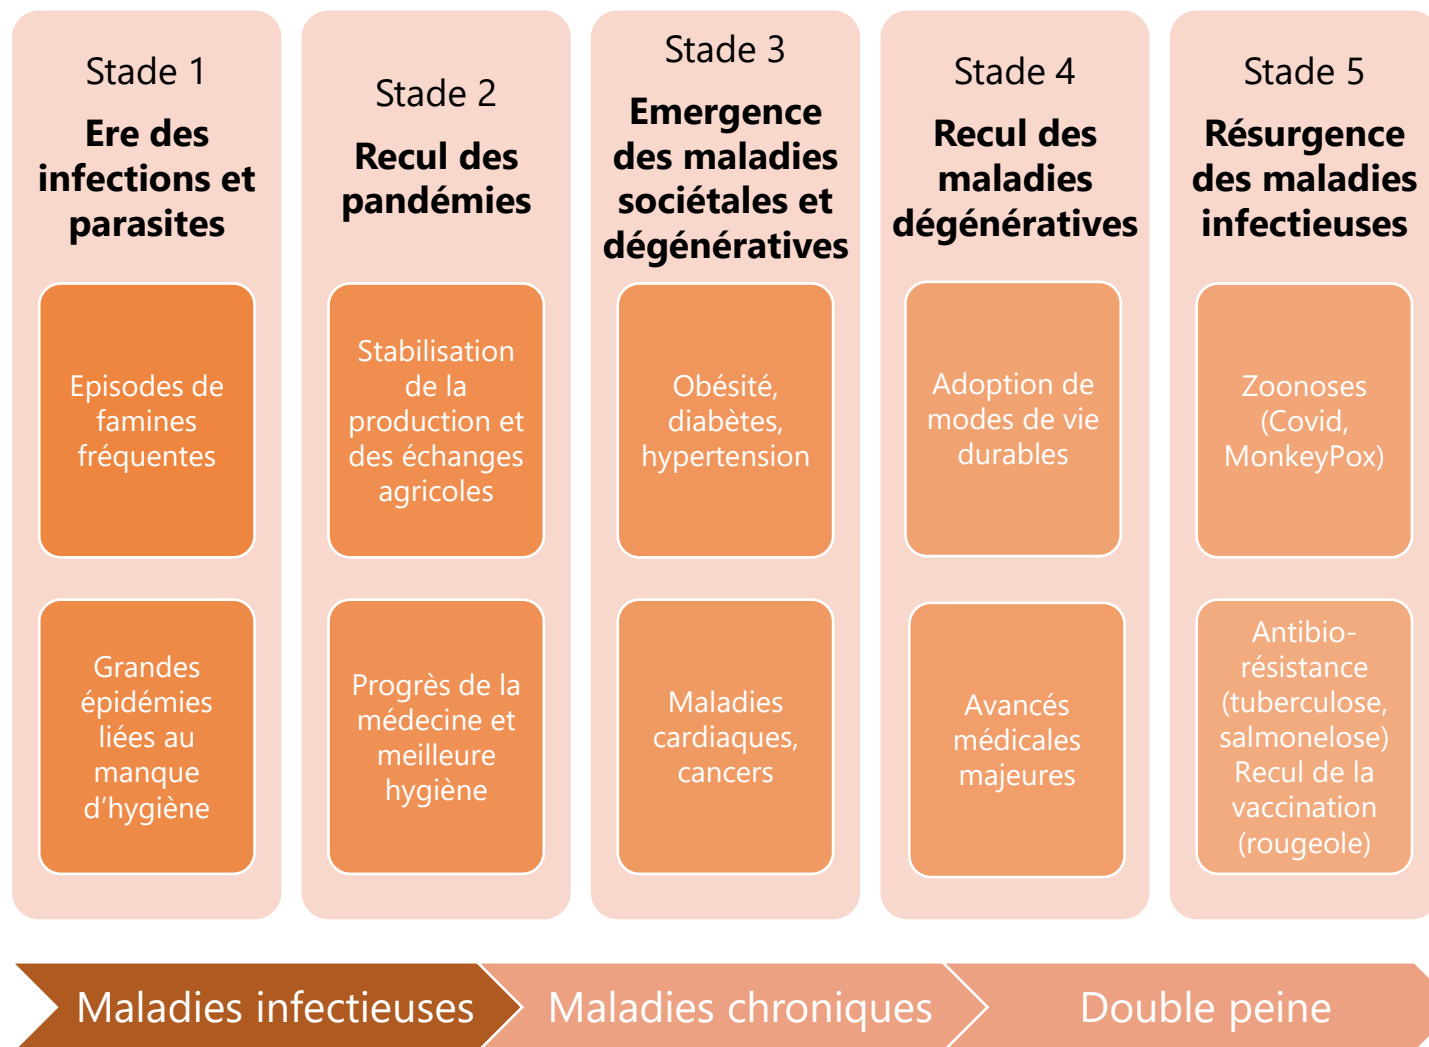 Stade 1
Ere des
infections et
parasites
Episodes de
famines
fréquentes
Grandes
épidémies
liées au
manque
d’hygiène
Stade 2
Recul des
pandémies
Stabilisation
de la
production et
des échanges
agricoles
Progrès de la
médecine et
meilleure
hygiène
Stade 3
Emergence
des maladies
sociétales et
dégénératives
Obésité,
diabètes,
hypertension
Maladies
cardiaques,
cancers
Stade 4
Recul des
maladies
dégénératives
Adoption de
modes de vie
durables
Avancés
médicales
majeures
Stade 5
Résurgence
des maladies
infectieuses
Zoonoses
(Covid,
MonkeyPox)
Antibio-
résistance
(tuberculose,
salmonelose)
Recul de la
vaccination
(rougeole)
Maladies infectieuses
Maladies chroniques
Double peine